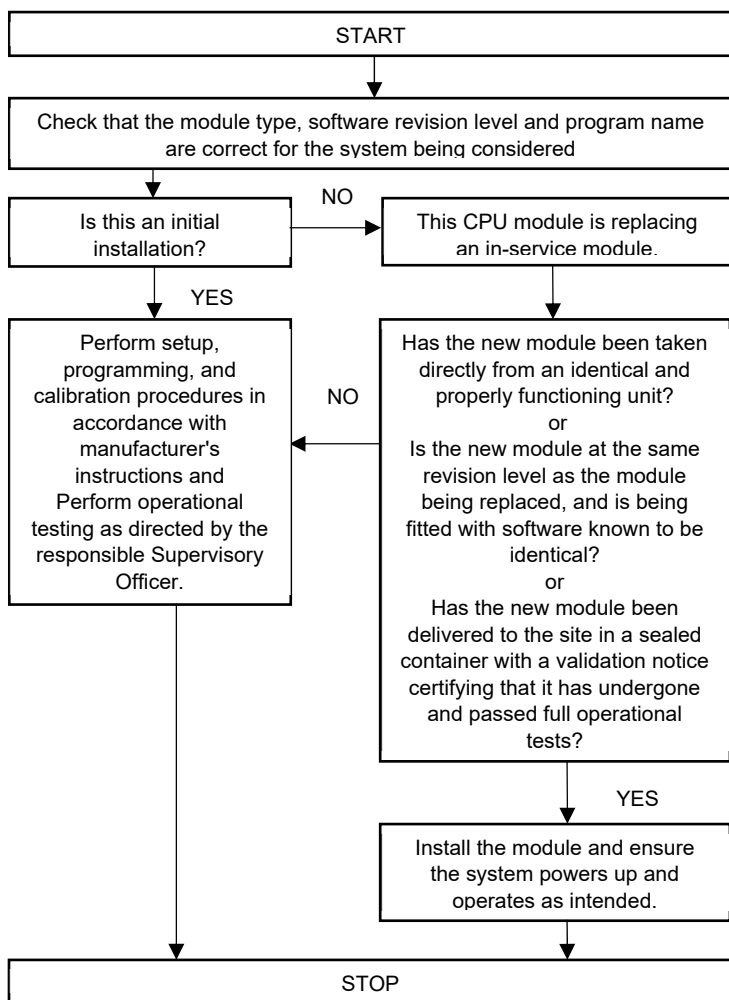 START
Check that the module type, software revision level and program name
are correct for the system being considered
NO
Is this an initial
installation?
This CPU module is replacing
an in-service module.
YES
Perform setup,
programming, and
calibration procedures in
accordance with
manufacturer's
instructions and
Perform operational
testing as directed by the
responsible Supervisory
Officer.
NO
Has the new module been taken
directly from an identical and
properly functioning unit?
or
Is the new module at the same
revision level as the module
being replaced, and is being
fitted with software known to be
identical?
or
Has the new module been
delivered to the site in a sealed
container with a validation notice
certifying that it has undergone
and passed full operational
tests?
YES
Install the module and ensure
the system powers up and
operates as intended.
STOP